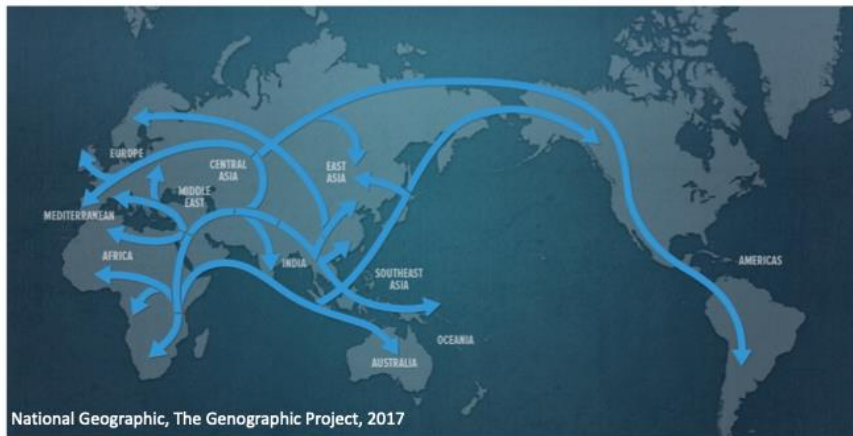 EUROPE
CENTRAL
ASIA
EAST
ASIA
MIDDLE
EAST
MEDITERRANEAN
AFRICA
INDIA
SOUTHEAST
ASIA
AMERICAS
OCEANIA
AUSTRALIA
National Geographic, The Genographic Project, 2017